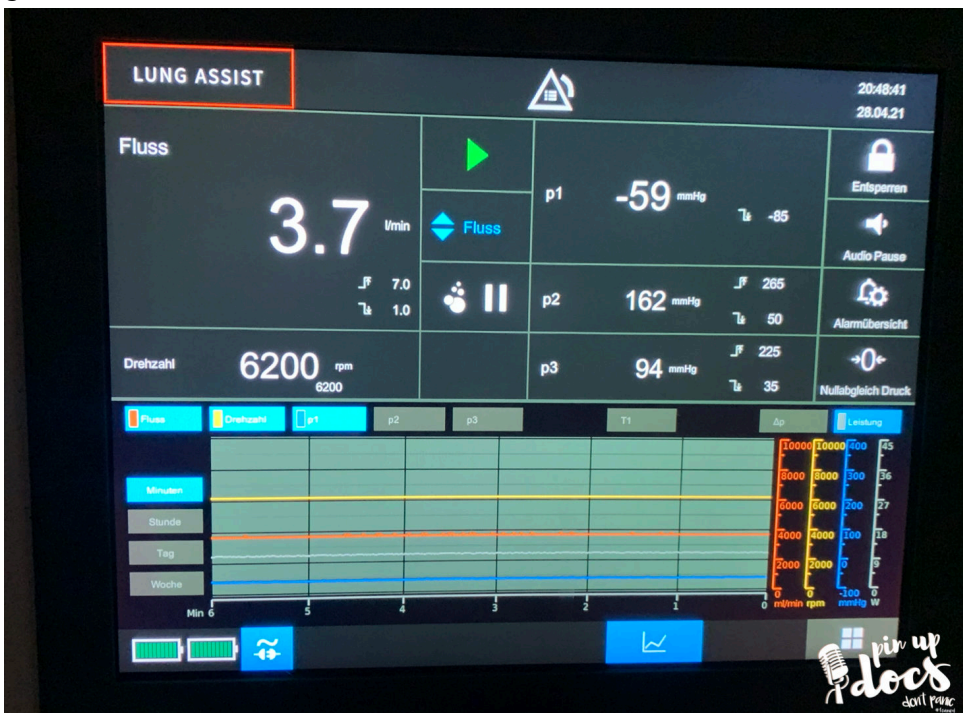 LUNG ASSIST
20:48:41
28.04.21
Fluss
3.7 l/min
7.0
1.0
Fluss
p1 -59 mmHg
-85
Entsperren
Audio Pause
p2 162 mmHg
265
50
Alarmübersicht
Drehzahl 6200 rpm
6200
p3 94 mmHg
225
35
→0←
Nullabgleich Druck
Fluss Drehzahl p1 p2 p3 T1 Δp Leistung
10000 10000 400 45
8000 8000 300 36
6000 6000 200 27
4000 4000 100 18
2000 2000 0 9
0 0 -100 0
ml/min rpm mmHg W
Minuten
Stunde
Tag
Woche
Min 6 5 4 3 2 1 0
pin up
docs
don't panic